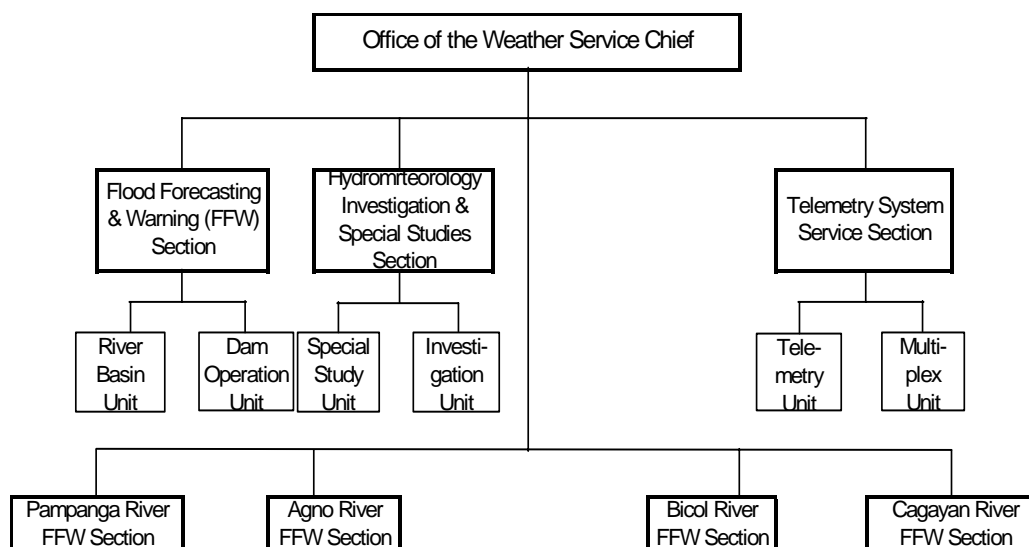 Office of the Weather Service Chief
Flood Forecasting
& Warning (FFW)
Section
Hydromrteorology
Investigation &
Special Studies
Section
Telemetry System
Service Section
River
Basin
Unit
Dam
Operation
Unit
Special
Study
Unit
Investi-
gation
Unit
Tele-
metry
Unit
Multi-
plex
Unit
Pampanga River
FFW Section
Agno River
FFW Section
Bicol River
FFW Section
Cagayan River
FFW Section